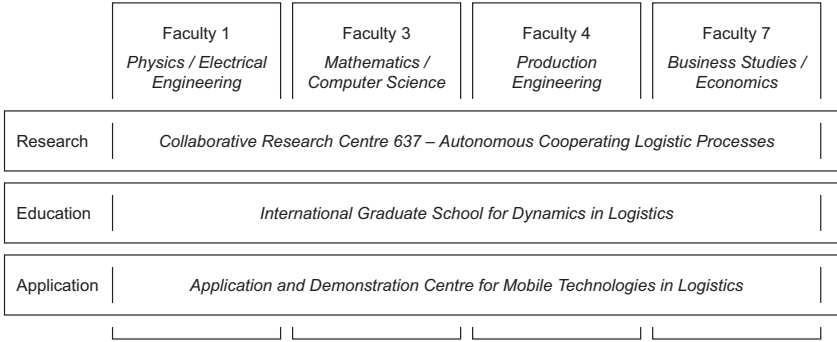 Faculty 1
Physics / Electrical
Engineering
Faculty 3
Mathematics /
Computer Science
Faculty 4
Production
Engineering
Faculty 7
Business Studies /
Economics
Research
Collaborative Research Centre 637 – Autonomous Cooperating Logistic Processes
Education
International Graduate School for Dynamics in Logistics
Application
Application and Demonstration Centre for Mobile Technologies in Logistics